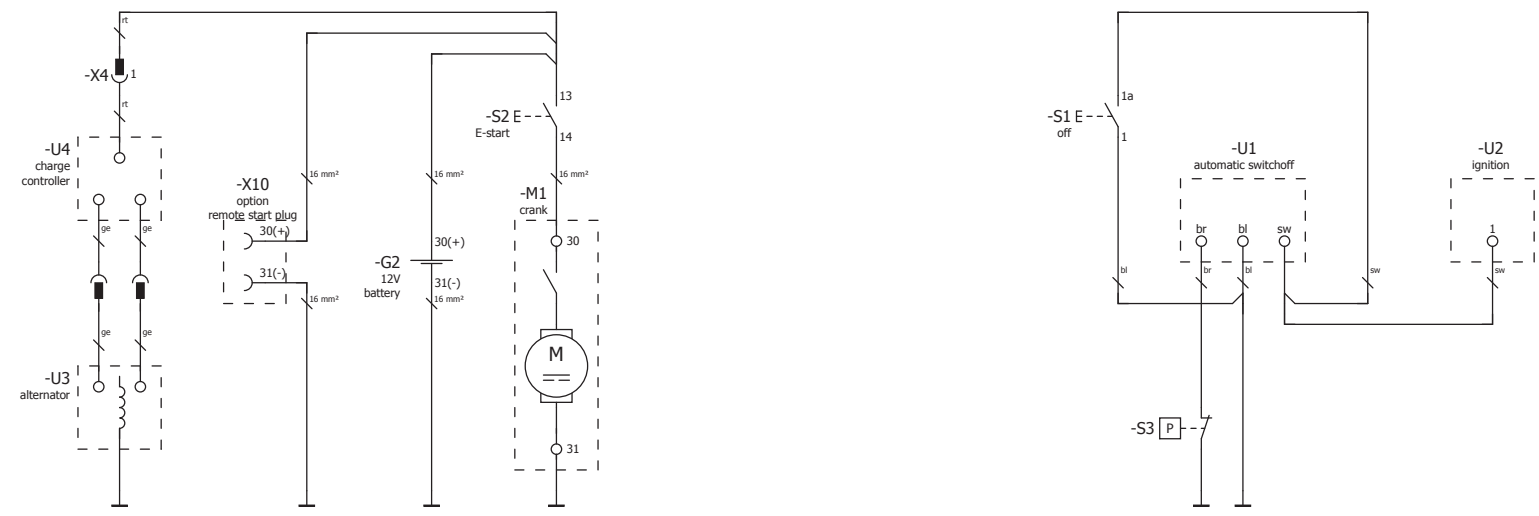 rt
-X4 1
rt
-U4
charge
controller
ge ge
ge ge
-U3
alternator
-X10
option
remote start plug
30(+)
31(-)
16 mm²
16 mm²
16 mm²
30(+)
-G2
12V
battery
31(-)
16 mm²
13
-S2 E
E-start
14
16 mm²
-M1
crank
30
M
31
1a
-S1 E
off
1
bl
-U1
automatic switchoff
br bl sw
br bl sw
-S3 P
-U2
ignition
1
sw